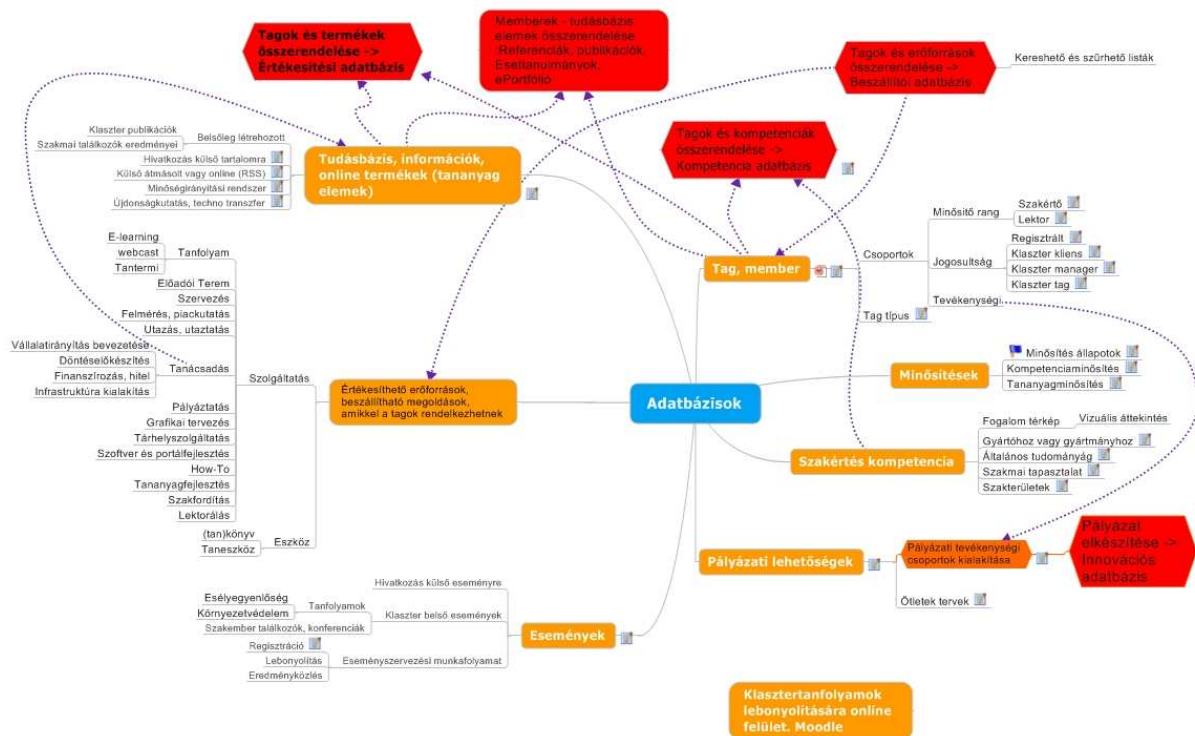 Tagok és termékek
összerendelése ->
Értékesítési adatbázis
Memberek - tudásbázis
elemek összerendelése
:Referenciák, publikációk,
Esettanulmányok,
ePortfólio
Tagok és erőforrások
összerendelése ->
Beszállítói adatbázis
Kereshető és szűrhető listák
Tagok és kompetenciák
összerendelése ->
Kompetencia adatbázis
Klaszter publikációk
Szakmai találkozók eredményei
Belsőleg létrehozott
Hivatkozás külső tartalomra
Külső átmásolt vagy online (RSS)
Minőségirányítási rendszer
Újdonságkutatás, techno transzfer
Tudásbázis, információk,
online termékek (tananyag
elemek)
E-learning
webcast
Tantermi
Tanfolyam
Előadói Terem
Szervezés
Felmérés, piackutatás
Utazás, utaztatás
Vállalatirányítás bevezetése
Döntéselőkészítés
Finanszírozás, hitel
Infrastruktúra kialakítás
Tanácsadás
Szolgáltatás
Pályáztatás
Grafikai tervezés
Tárhelyszolgáltatás
Szoftver és portálfejlesztés
How-To
Tananyagfejlesztés
Szakfordítás
Lektorálás
(tan)könyv
Taneszköz
Eszköz
Értékesíthető erőforrások,
beszállítható megoldások,
amikkel a tagok rendelkezhetnek
Adatbázisok
Tag, member
Csoportok
Minősítő rang
Szakértő
Lektor
Jogosultság
Regisztrált
Klaszter kliens
Klaszter manager
Klaszter tag
Tevékenységi
Tag típus
Minősítések
Minősítés állapotok
Kompetenciaminősítés
Tananyagminősítés
Szakértés kompetencia
Fogalom térkép
Vizuális áttekintés
Gyártóhoz vagy gyártmányhoz
Általános tudományág
Szakmai tapasztalat
Szakterületek
Pályázati lehetőségek
Pályázati tevékenységi
csoportok kialakítása
Pályázat
elkészítése ->
Innovációs
adatbázis
Ötletek tervek
Hivatkozás külső eseményre
Esélyegyenlőség
Környezetvédelem
Tanfolyamok
Szakember találkozók, konferenciák
Klaszter belső események
Regisztráció
Lebonyolítás
Eredményközlés
Eseményszervezési munkafolyamat
Események
Klasztertanfolyamok
lebonyolítására online
felület. Moodle